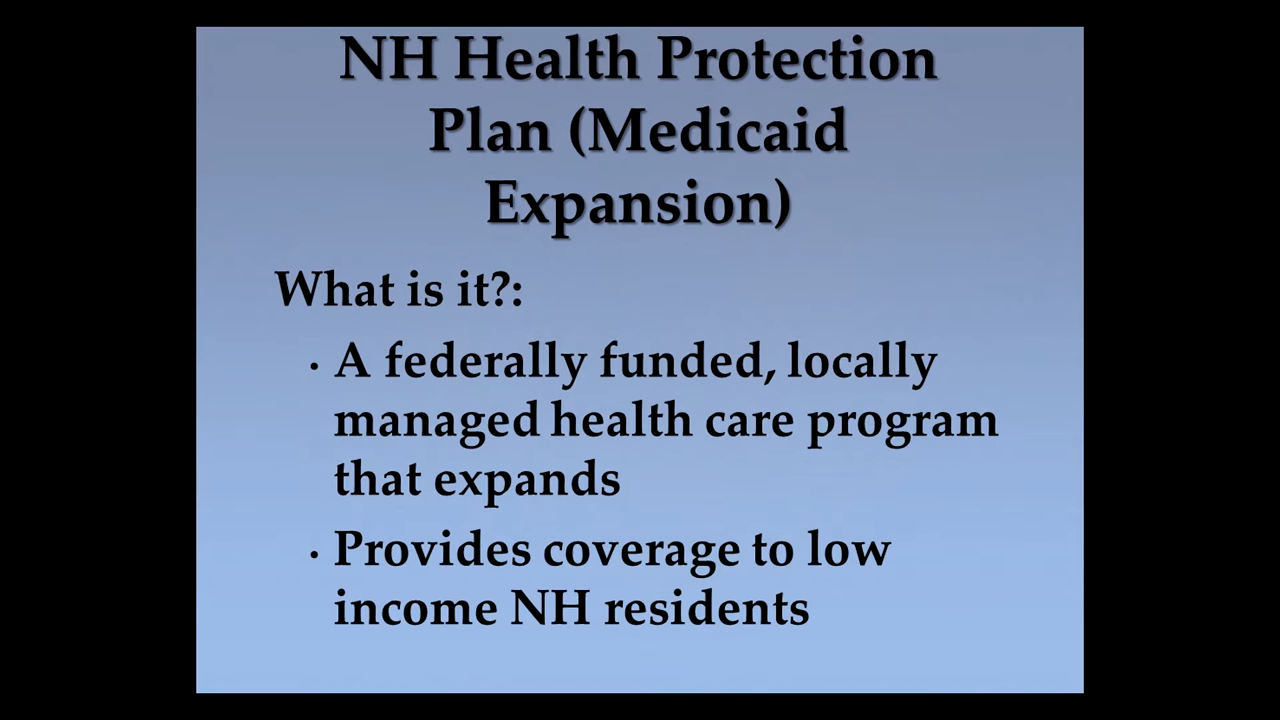 NH Health Protection
Plan (Medicaid
Expansion)
What is it?:
· A federally funded, locally
managed health care program
that expands
· Provides coverage to low
income NH residents